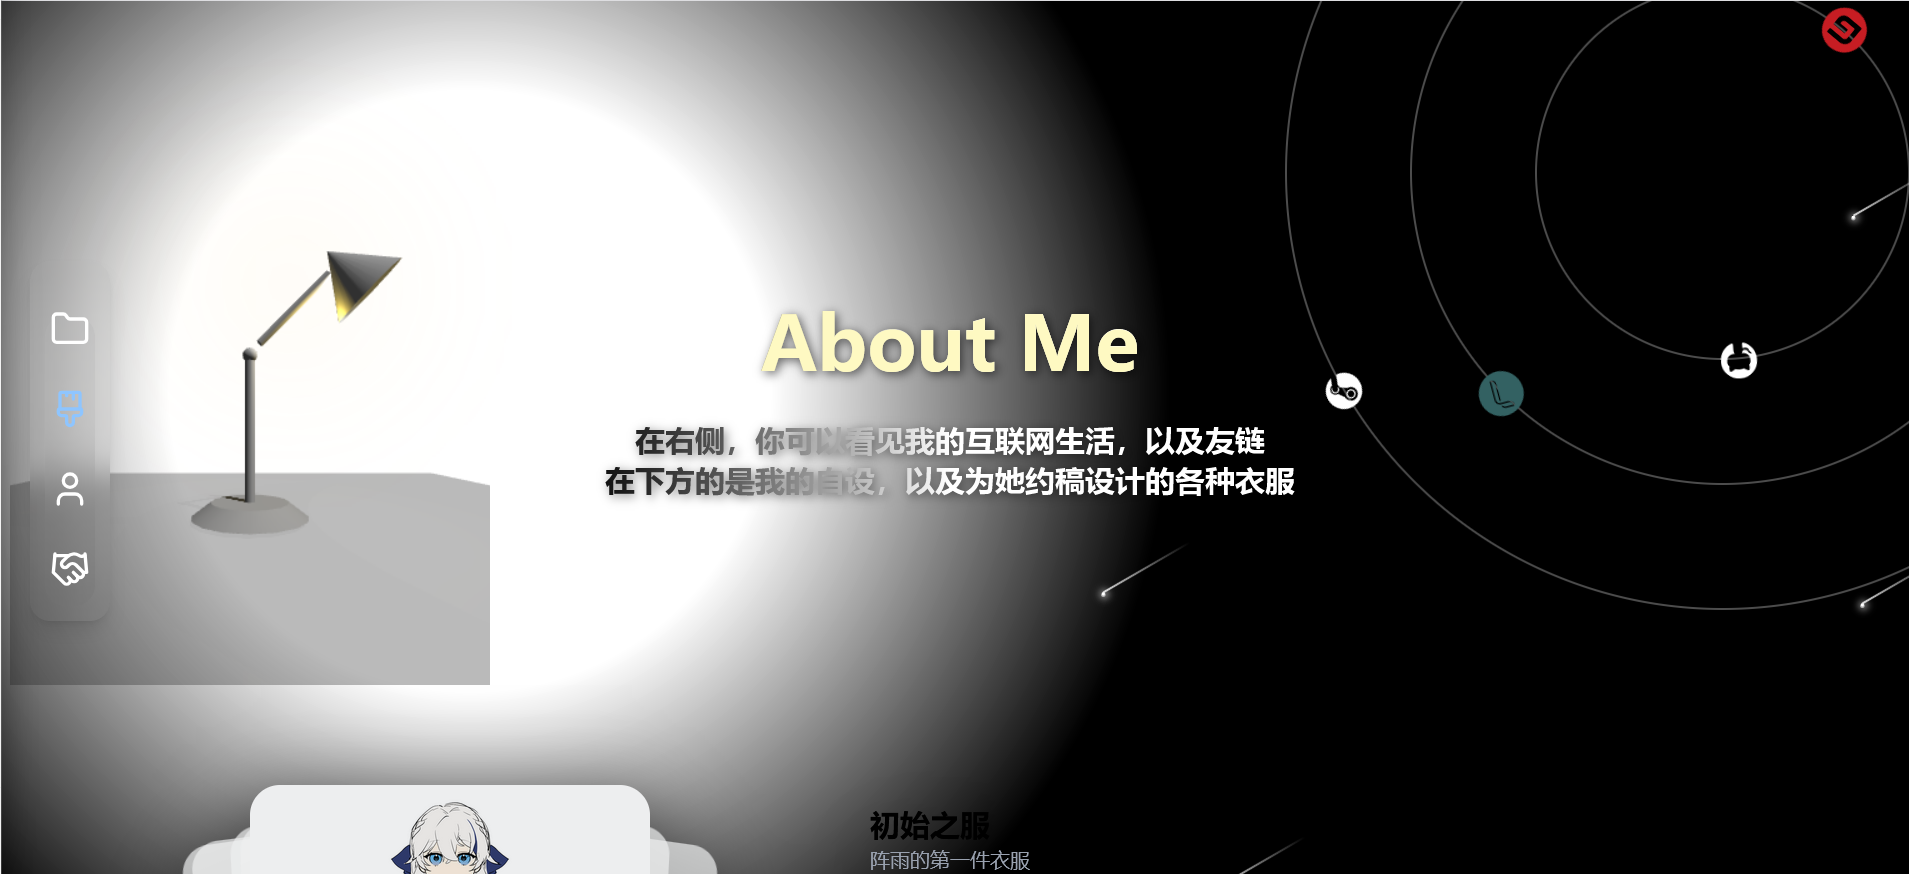 About Me
在右侧，你可以看见我的互联网生活，以及友链
在下方的是我的自设，以及为她约稿设计的各种衣服
初始之服
阵雨的第一件衣服